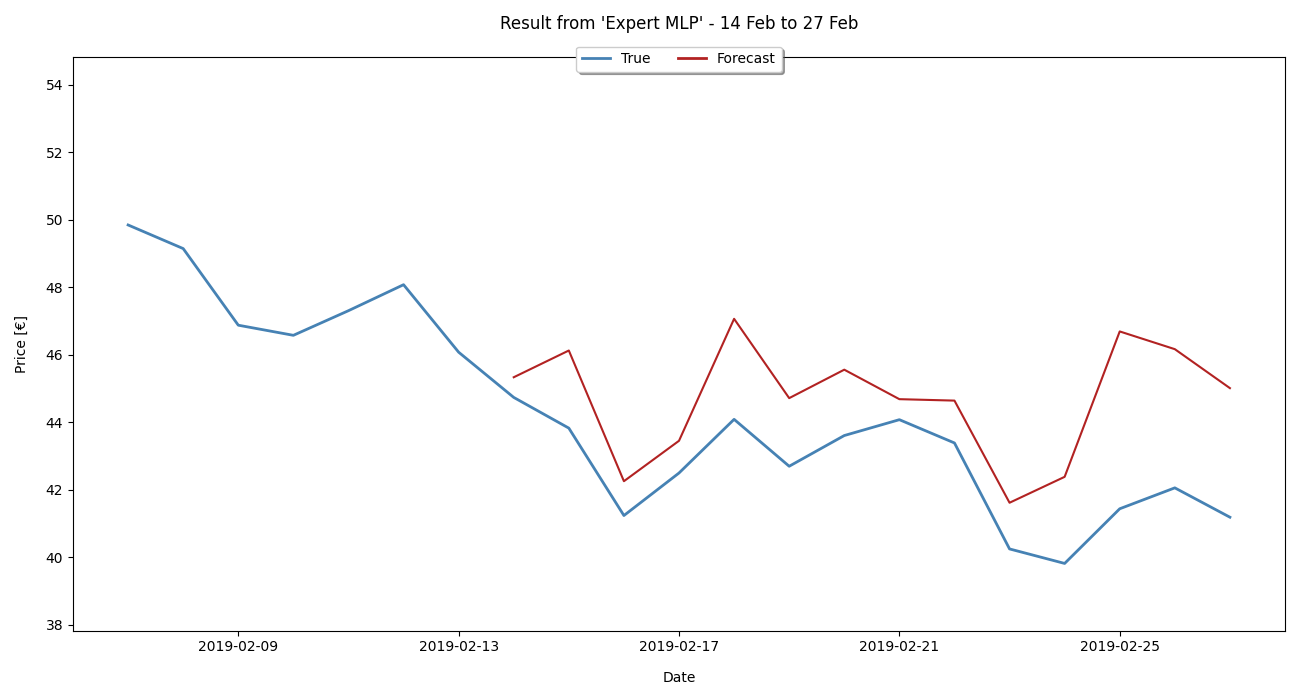 Result from 'Expert MLP' - 14 Feb to 27 Feb
True Forecast
54
52
50
48
46
44
42
40
38
Price [€]
2019-02-09 2019-02-13 2019-02-17 2019-02-21 2019-02-25
Date